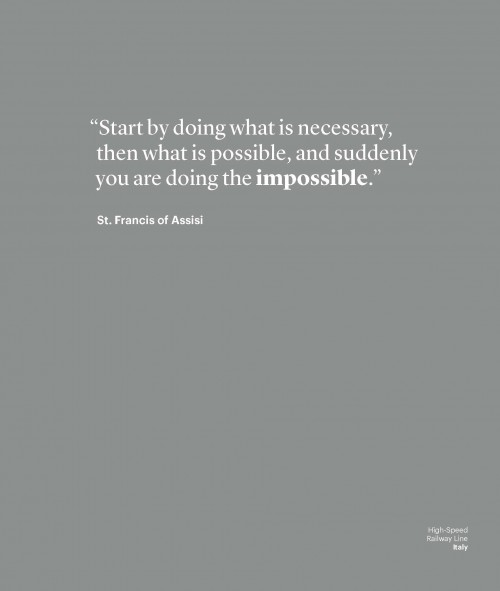 “Start by doing what is necessary,
then what is possible, and suddenly
you are doing the impossible.”
St. Francis of Assisi
High-Speed
Railway Line
Italy